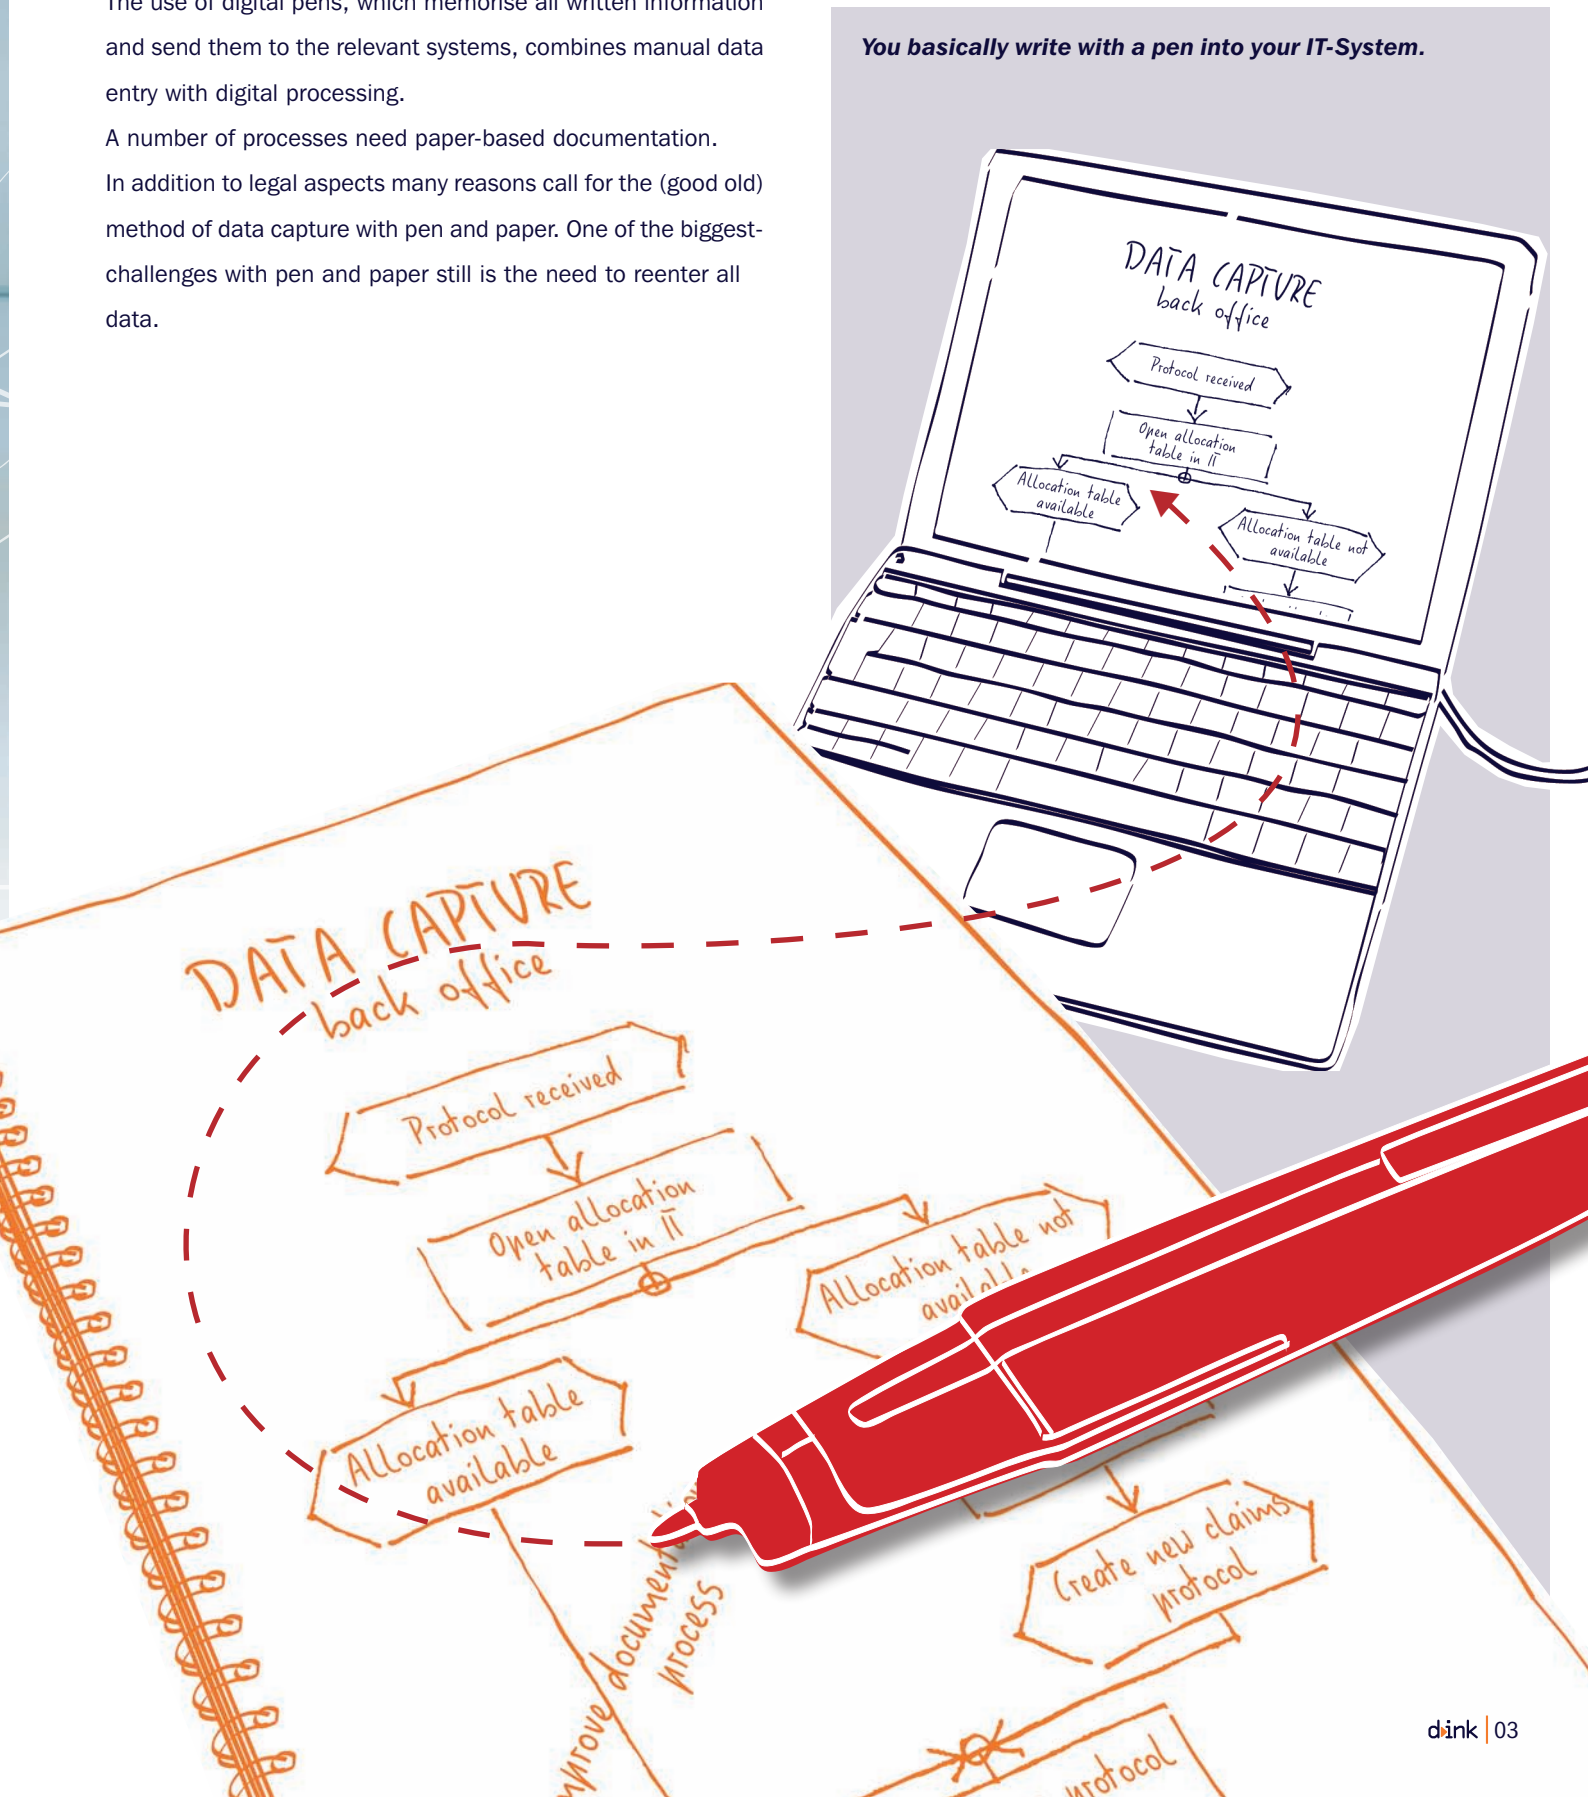 The use of digital pens, which memorise all written information
and send them to the relevant systems, combines manual data
entry with digital processing.
A number of processes need paper-based documentation.
In addition to legal aspects many reasons call for the (good old)
method of data capture with pen and paper. One of the biggest-
challenges with pen and paper still is the need to reenter all
data.
You basically write with a pen into your IT-System.
DATA CAPTURE
back office
Protocol received
Open allocation
table in IT
Allocation table
available
Allocation table not
available
DATA CAPTURE
back office
Protocol received
Open allocation
table in IT
Allocation table not
Allocation table
available
process
Create new claims
protocol
protocol
d-ink | 03